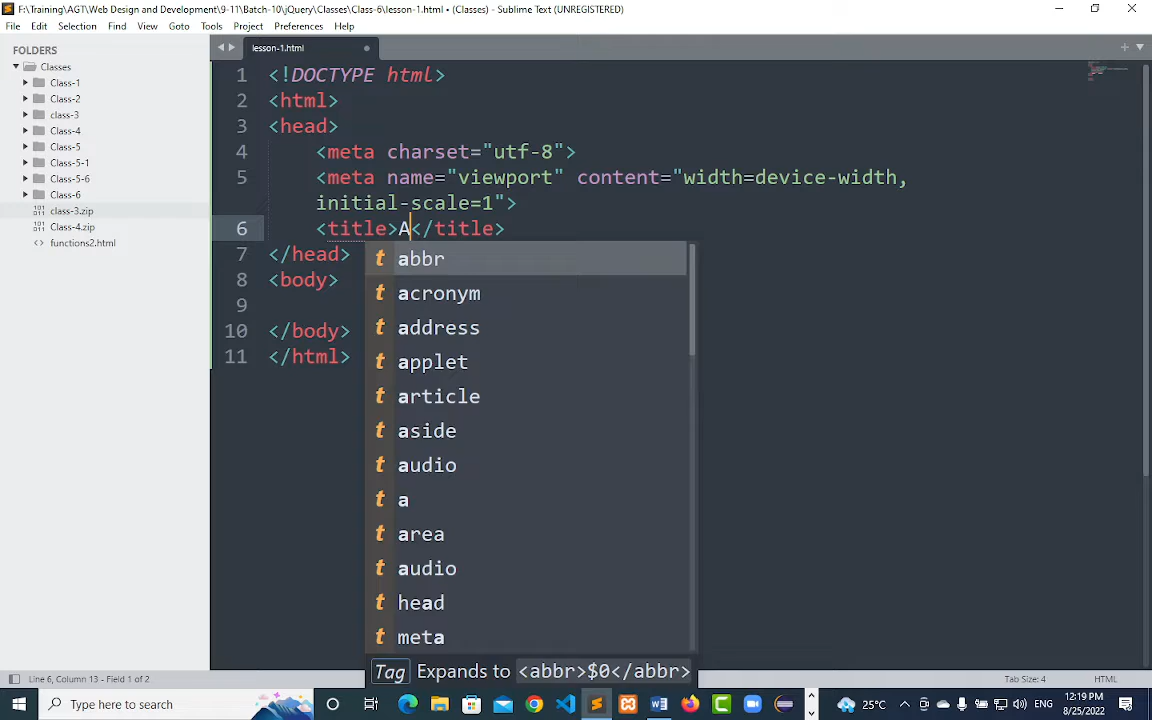 F:\Training\AGT\Web Design and Development\9-11\Batch-10\jQuery\Classes\Class-6\lesson-1.html • (Classes) - Sublime Text (UNREGISTERED)
File Edit Selection Find View Goto Tools Project Preferences Help
FOLDERS
Classes
Class-1
Class-2
class-3
Class-4
Class-5
Class-5-1
Class-5-6
Class-6
class-3.zip
Class-4.zip
functions2.html
lesson-1.html
1 <!DOCTYPE html>
2 <html>
3 <head>
4 <meta charset="utf-8">
5 <meta name="viewport" content="width=device-width,
initial-scale=1">
6 <title>A</title>
7 </head>
8 <body>
9
10 </body>
11 </html>
t abbr
t acronym
t address
t applet
t article
t aside
t audio
t a
t area
t audio
t head
t meta
Tag Expands to <abbr>$0</abbr>
Line 6, Column 13 - Field 1 of 2
Tab Size: 4
HTML
Type here to search
25°C
ENG
12:19 PM
8/25/2022